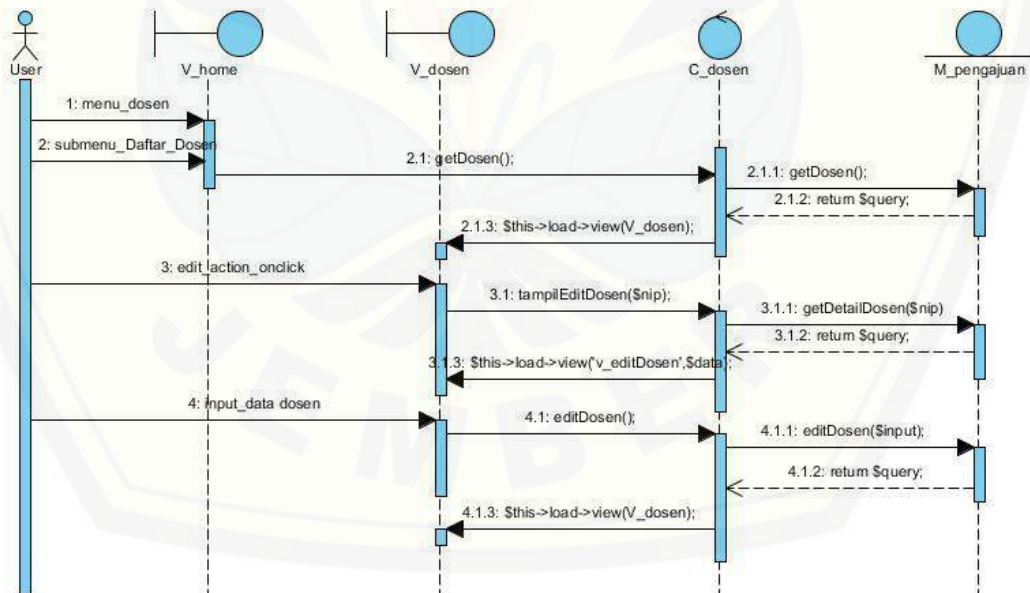 User
V_home
V_dosen
C_dosen
M_pengajuan
1: menu_dosen
2: submenu_Daftar_Dosen
2.1: getDosen();
2.1.1: getDosen();
2.1.2: return $query;
2.1.3: $this->load->view(V_dosen);
3: edit_action_onclick
3.1: tampilEditDosen($nip);
3.1.1: getDetailDosen($nip)
3.1.2: return $query;
3.1.3: $this->load->view('v_editDosen',$data);
4: input_data dosen
4.1: editDosen();
4.1.1: editDosen($input);
4.1.2: return $query;
4.1.3: $this->load->view(V_dosen);
JEMBER